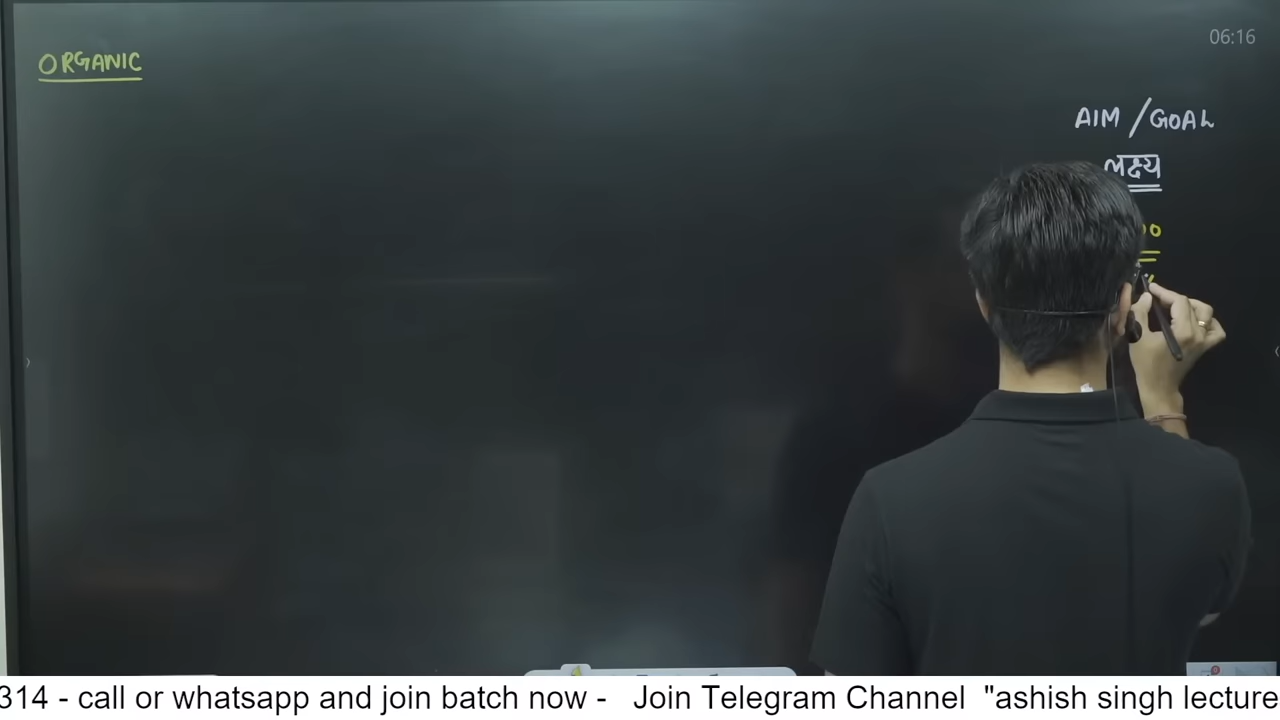 ORGANIC
06:16
AIM / GOAL
लक्ष्य
314 - call or whatsapp and join batch now - Join Telegram Channel "ashish singh lecture